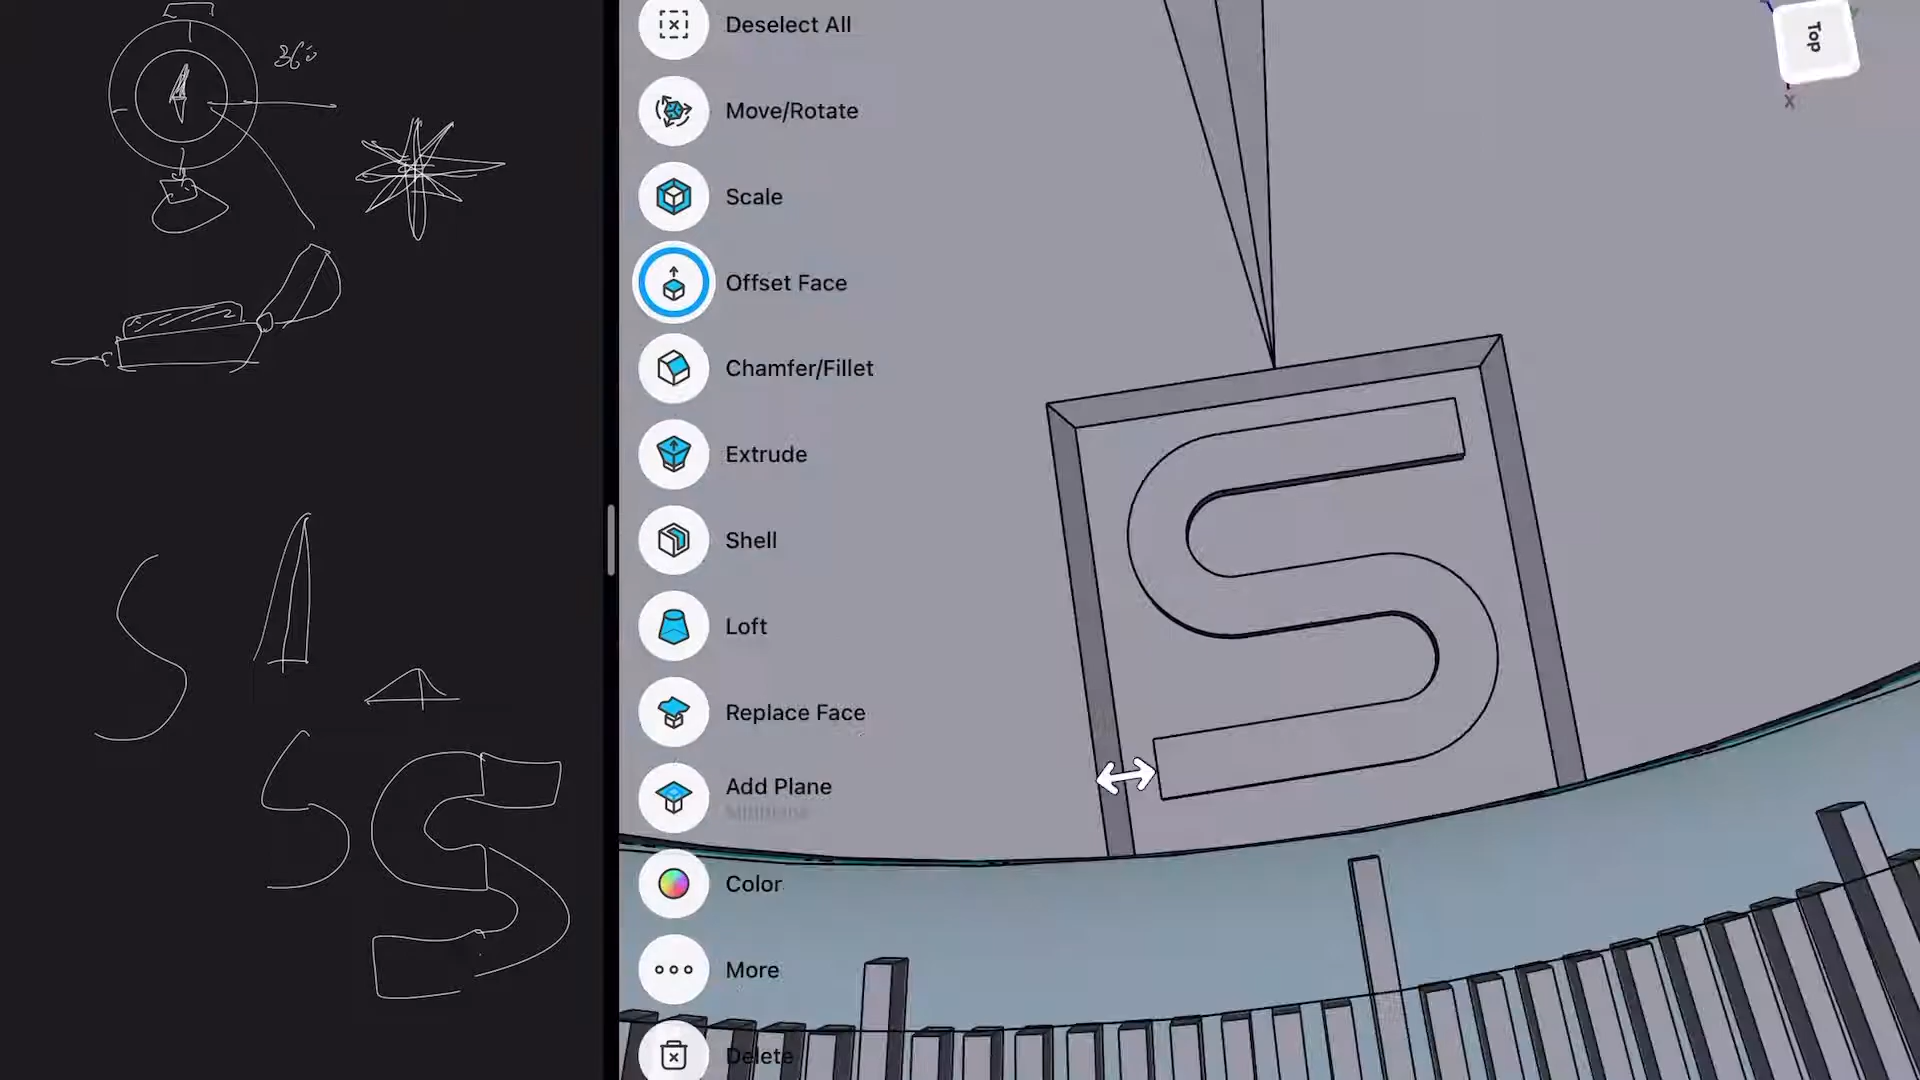 360
S
S
S
Deselect All
Move/Rotate
Scale
Offset Face
Chamfer/Fillet
Extrude
Shell
Loft
Replace Face
Add Plane
Color
More
Delete
Top
X
S